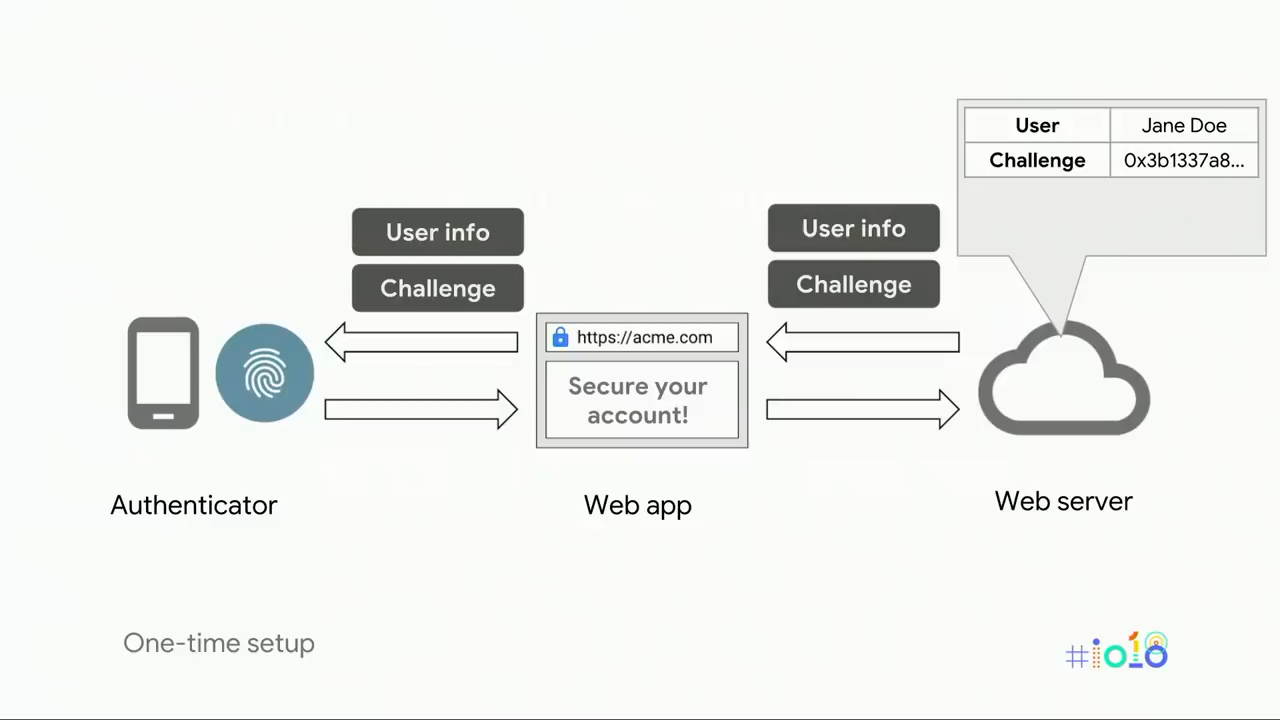 User Jane Doe
Challenge 0x3b1337a8...
User info
Challenge
User info
Challenge
https://acme.com
Secure your
account!
Authenticator
Web app
Web server
One-time setup
#io18